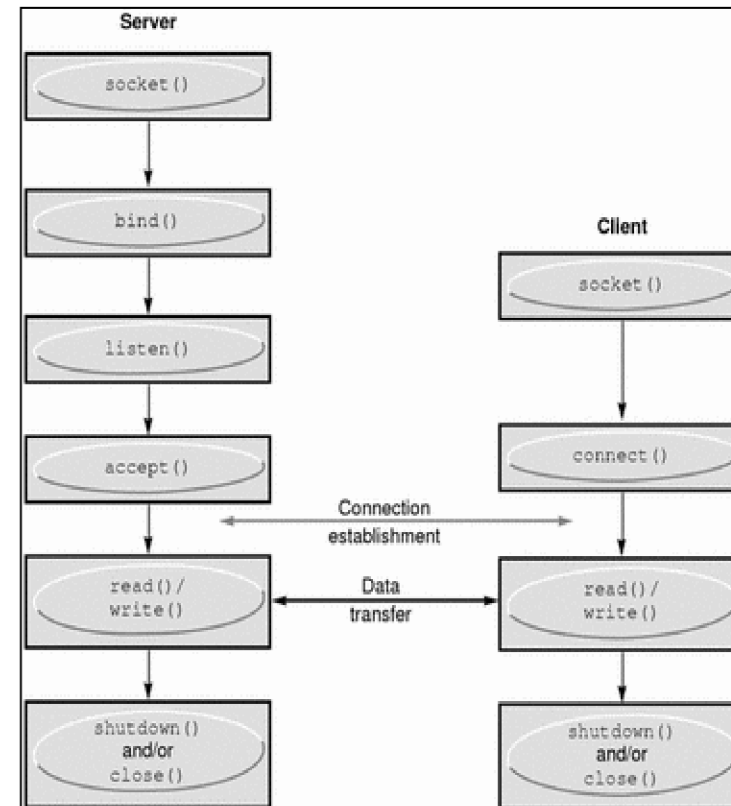 Server
socket()
bind()
listen()
accept()
read()/
write()
shutdown()
and/or
close()
Client
socket()
connect()
read()/
write()
shutdown()
and/or
close()
Connection
establishment
Data
transfer